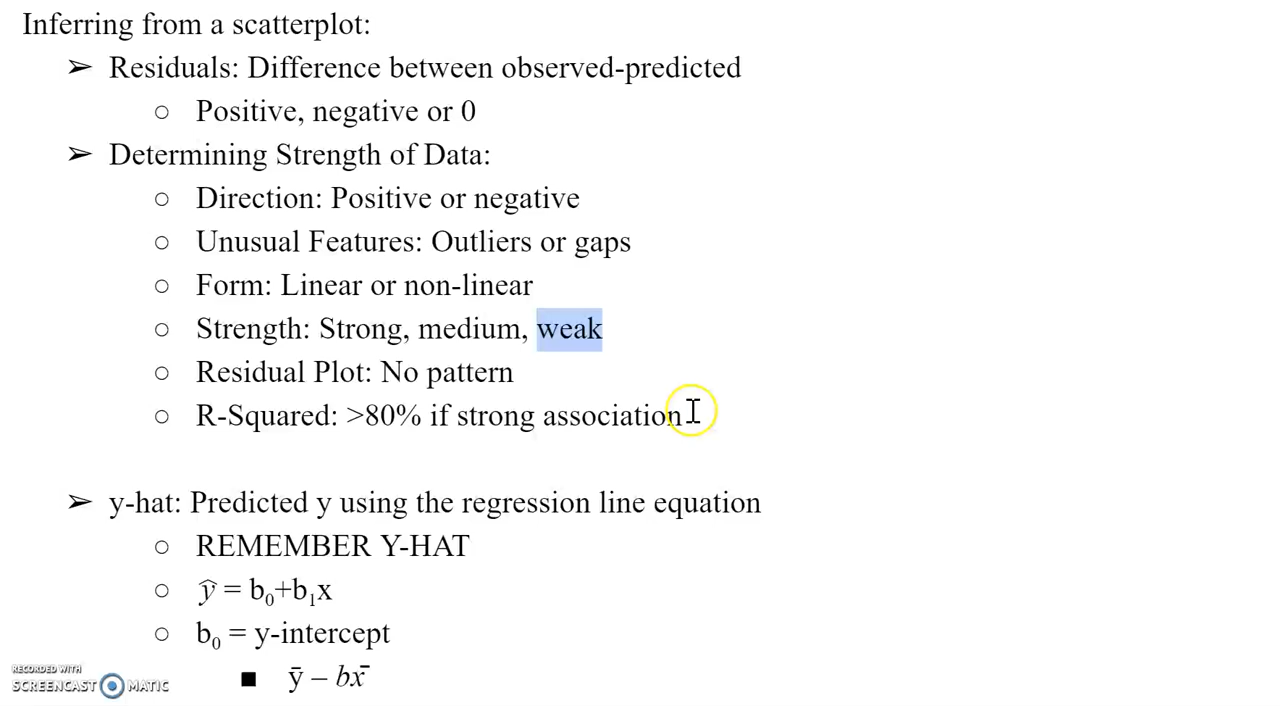 Inferring from a scatterplot:
➢ Residuals: Difference between observed-predicted
○ Positive, negative or 0
➢ Determining Strength of Data:
○ Direction: Positive or negative
○ Unusual Features: Outliers or gaps
○ Form: Linear or non-linear
○ Strength: Strong, medium, weak
○ Residual Plot: No pattern
○ R-Squared: >80% if strong association
➢ y-hat: Predicted y using the regression line equation
○ REMEMBER Y-HAT
○ ŷ = b₀+b₁x
○ b₀ = y-intercept
■ ȳ – bx̄
RECORDED WITH
SCREENCAST MATIC